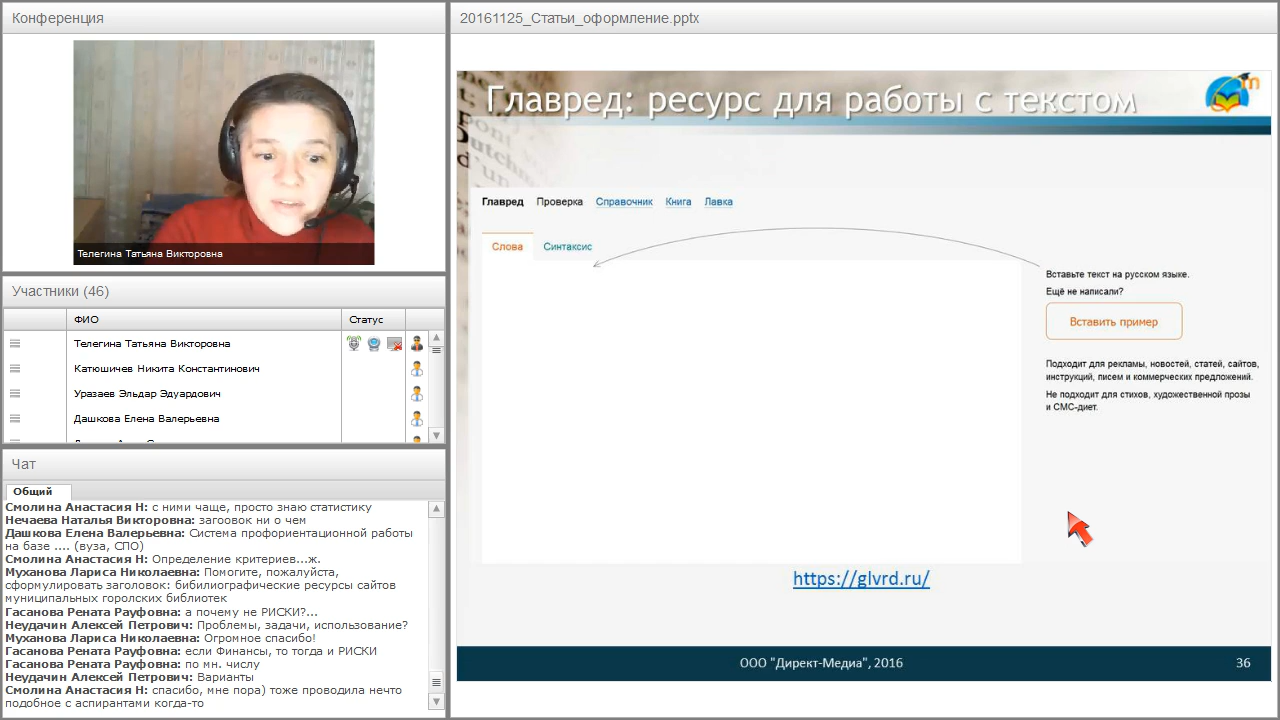 Конференция
Телегина Татьяна Викторовна
Участники (46)
ФИО
Статус
Телегина Татьяна Викторовна
Катюшичев Никита Константинович
Уразаев Эльдар Эдуардович
Дашкова Елена Валерьевна
Чат
Общий
Смолина Анастасия Н: с ними чаще, просто знаю статистику
Нечаева Наталья Викторовна: загоовок ни о чем
Дашкова Елена Валерьевна: Система профориентационной работы
на базе .... (вуза, СПО)
Смолина Анастасия Н: Определение критериев...ж.
Муханова Лариса Николаевна: Помогите, пожалуйста,
сформулировать заголовок: бибилиографические ресурсы сайтов
муниципальных горолских библиотек
Гасанова Рената Рауфовна: а почему не РИСКИ?...
Неудачин Алексей Петрович: Проблемы, задачи, использование?
Муханова Лариса Николаевна: Огромное спасибо!
Гасанова Рената Рауфовна: если Финансы, то тогда и РИСКИ
Гасанова Рената Рауфовна: по мн. числу
Неудачин Алексей Петрович: Варианты
Смолина Анастасия Н: спасибо, мне пора) тоже проводила нечто
подобное с аспирантами когда-то
20161125_Статьи_оформление.pptx
Главред: ресурс для работы с текстом
Главред Проверка Справочник Книга Лавка
Слова Синтаксис
Вставьте текст на русском языке.
Ещё не написали?
Вставить пример
Подходит для рекламы, новостей, статей, сайтов,
инструкций, писем и коммерческих предложений.
Не подходит для стихов, художественной прозы
и СМС-диет.
https://glvrd.ru/
ООО "Директ-Медиа", 2016
36